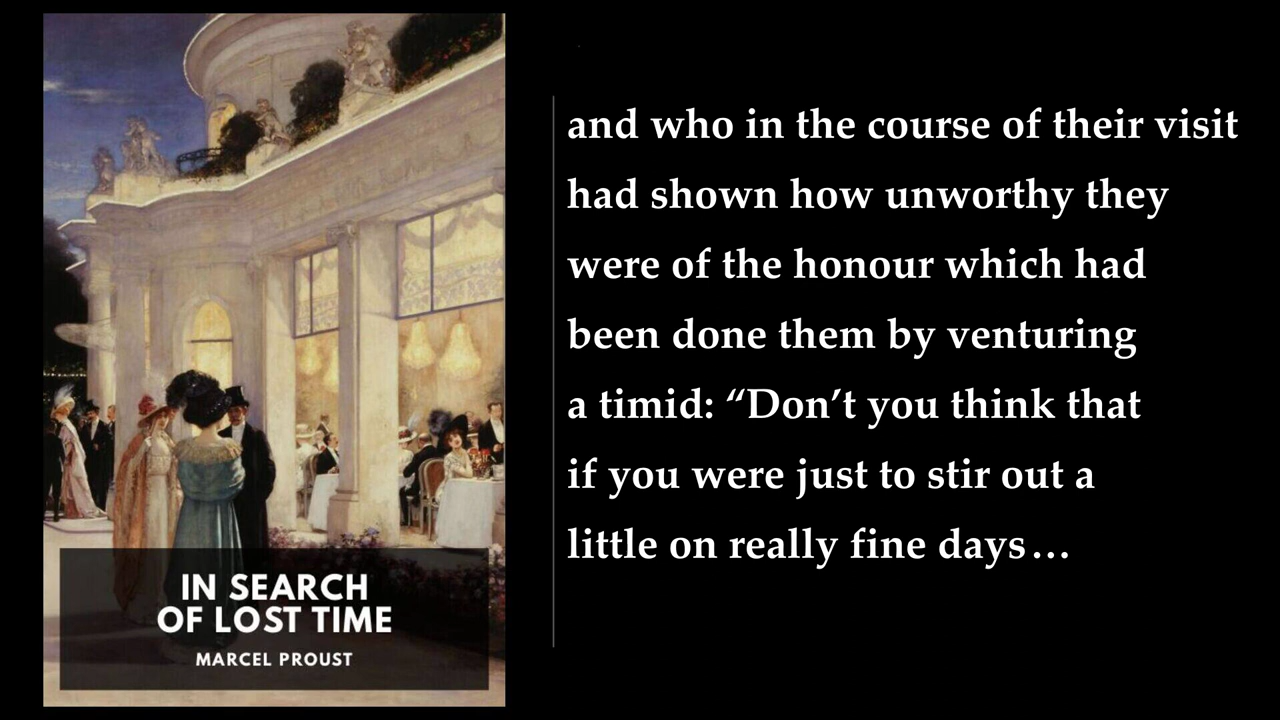 IN SEARCH
OF LOST TIME
MARCEL PROUST
and who in the course of their visit
had shown how unworthy they
were of the honour which had
been done them by venturing
a timid: “Don’t you think that
if you were just to stir out a
little on really fine days…